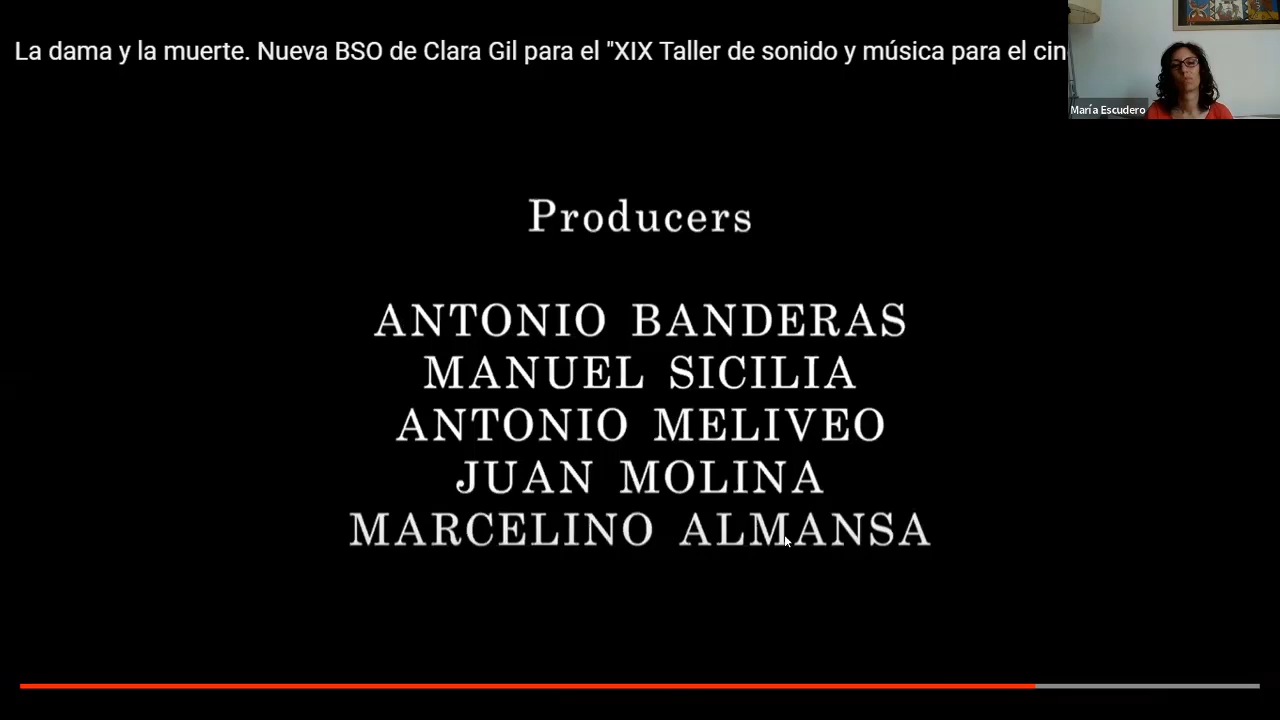 La dama y la muerte. Nueva BSO de Clara Gil para el "XIX Taller de sonido y música para el cin
María Escudero
Producers
ANTONIO BANDERAS
MANUEL SICILIA
ANTONIO MELIVEO
JUAN MOLINA
MARCELINO ALMANSA